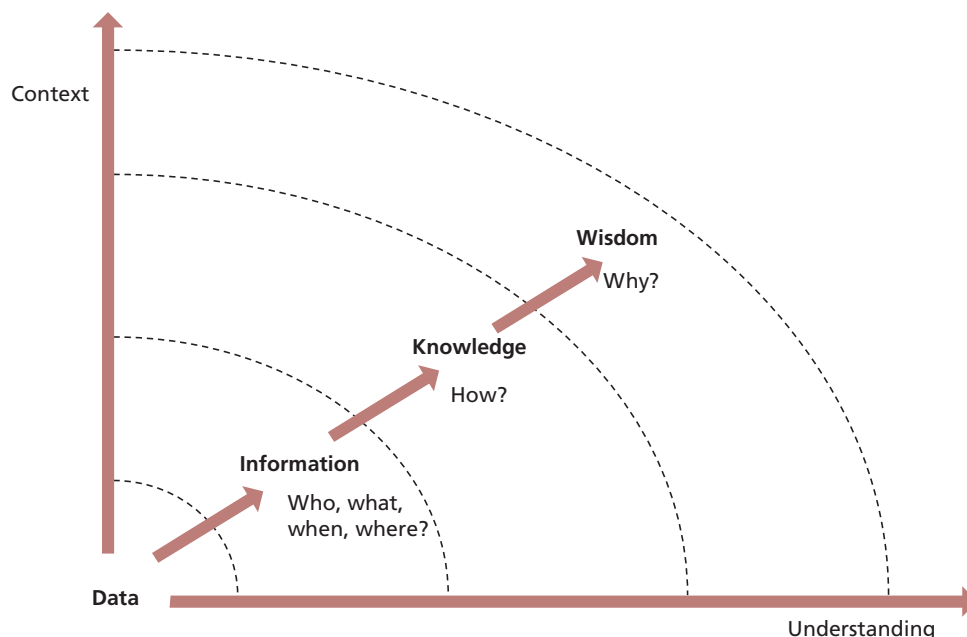 Context
Wisdom
Why?
Knowledge
How?
Information
Who, what,
when, where?
Data
Understanding